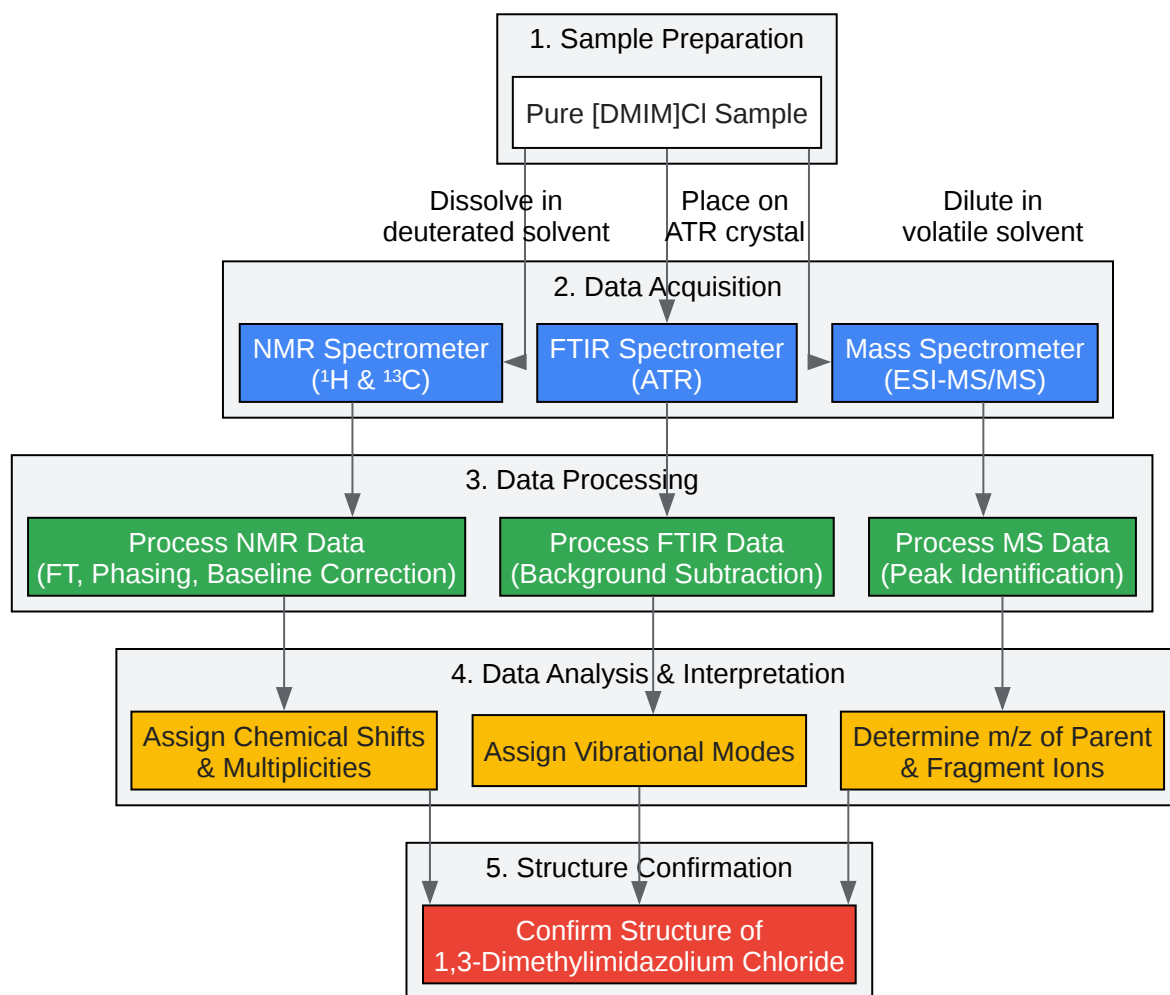 1. Sample Preparation
Pure [DMIM]Cl Sample
Dissolve in
deuterated solvent
Place on
ATR crystal
Dilute in
volatile solvent
2. Data Acquisition
NMR Spectrometer
(¹H & ¹³C)
FTIR Spectrometer
(ATR)
Mass Spectrometer
(ESI-MS/MS)
3. Data Processing
Process NMR Data
(FT, Phasing, Baseline Correction)
Process FTIR Data
(Background Subtraction)
Process MS Data
(Peak Identification)
4. Data Analysis & Interpretation
Assign Chemical Shifts
& Multiplicities
Assign Vibrational Modes
Determine m/z of Parent
& Fragment Ions
5. Structure Confirmation
Confirm Structure of
1,3-Dimethylimidazolium Chloride